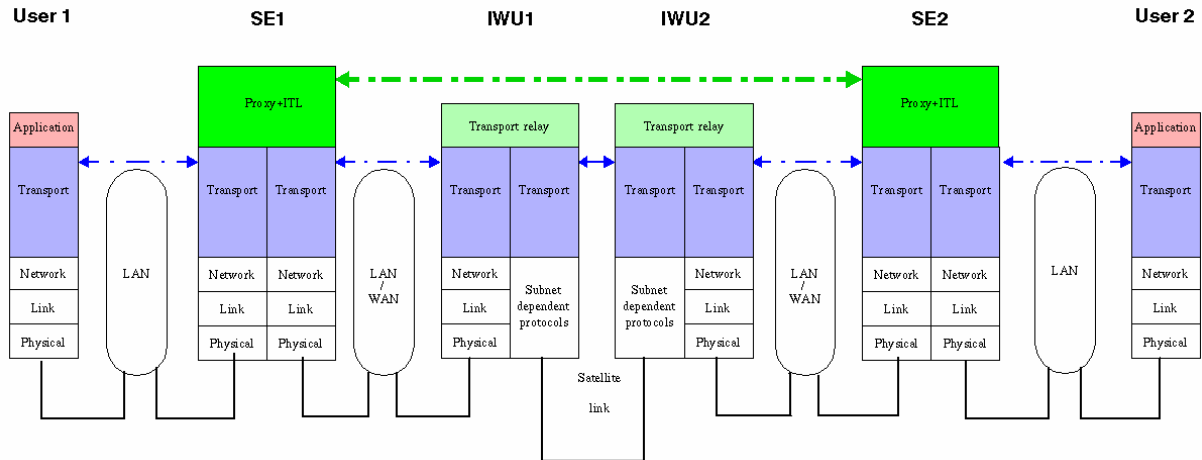 User 1
SE1
IWU1
IWU2
SE2
User 2
Proxy+ITL
Proxy+ITL
Transport relay
Transport relay
Application
Application
Transport
Transport
Transport
Transport
Transport
Transport
Transport
Transport
Transport
Transport
LAN
LAN
/
WAN
LAN
/
WAN
LAN
Network
Network
Network
Network
Subnet
dependent
protocols
Subnet
dependent
protocols
Network
Network
Network
Network
Link
Link
Link
Link
Link
Link
Link
Link
Physical
Physical
Physical
Physical
Physical
Physical
Physical
Physical
Satellite
link